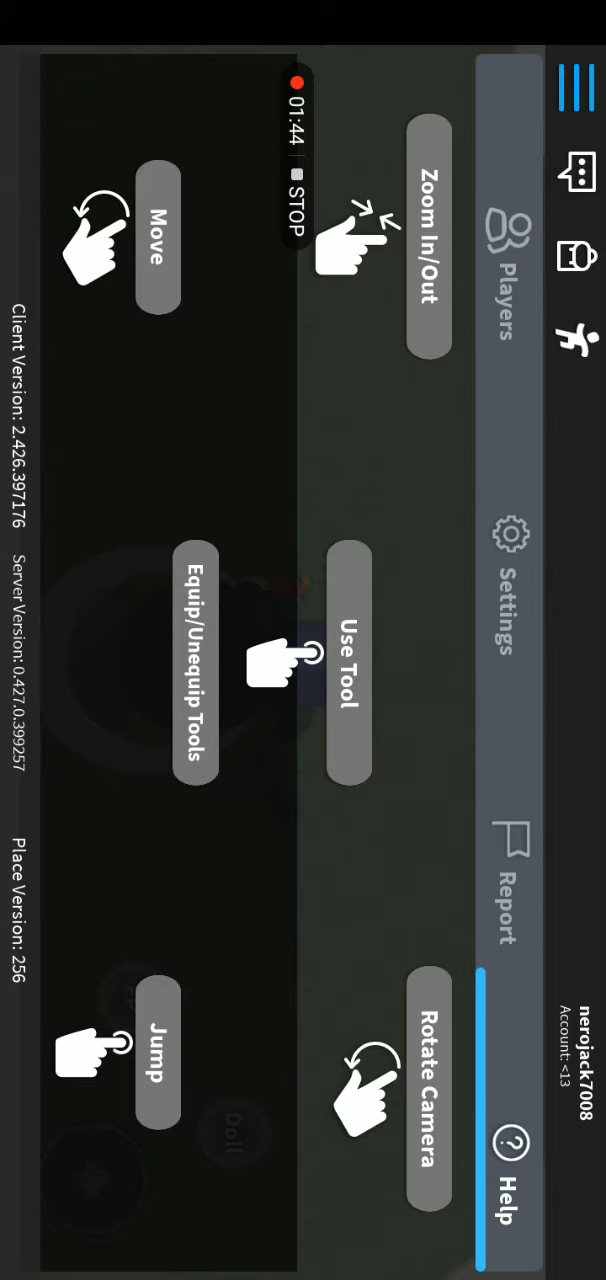 nerojack7008
Account: <13
Players
Settings
Report
Help
Zoom In/Out
Rotate Camera
01:44
STOP
Use Tool
Move
Equip/Unequip Tools
Jump
Doll
Client Version: 2.426.397176
Server Version: 0.427.0.399257
Place Version: 256